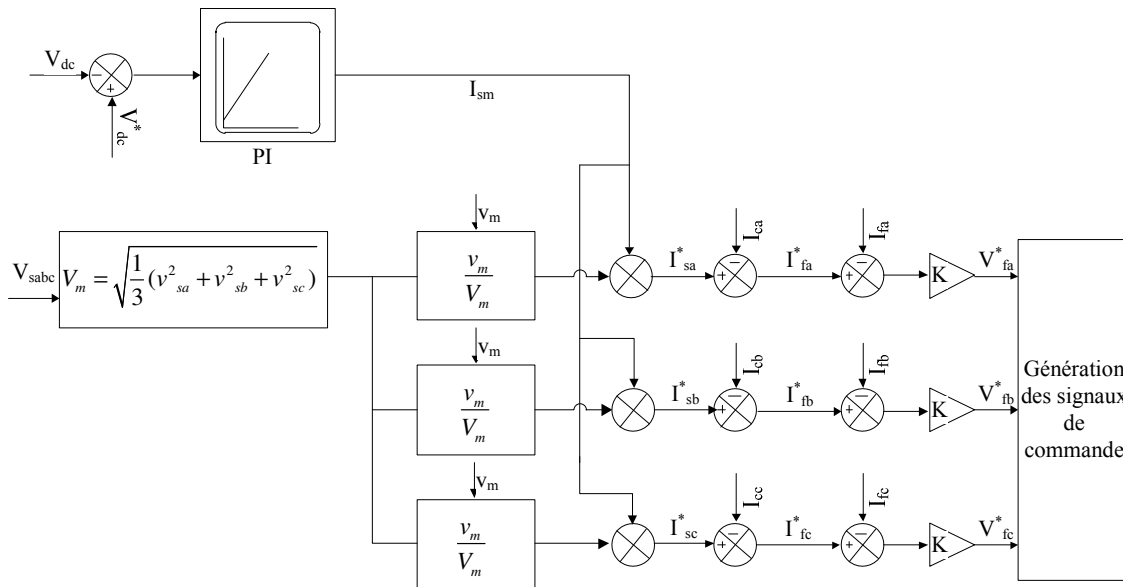 V_dc
−
+
V*_dc
I_sm
PI
V_sabc
V_m = √(1/3 (v²_sa + v²_sb + v²_sc))
v_m
v_m / V_m
I*_sa
I_ca
+ −
I*_fa
I_fa
+ −
K
V*_fa
v_m
v_m / V_m
I*_sb
I_cb
+ −
I*_fb
I_fb
+ −
K
V*_fb
v_m
v_m / V_m
I*_sc
I_cc
+ −
I*_fc
I_fc
+ −
K
V*_fc
Génération
des signaux
de
commande